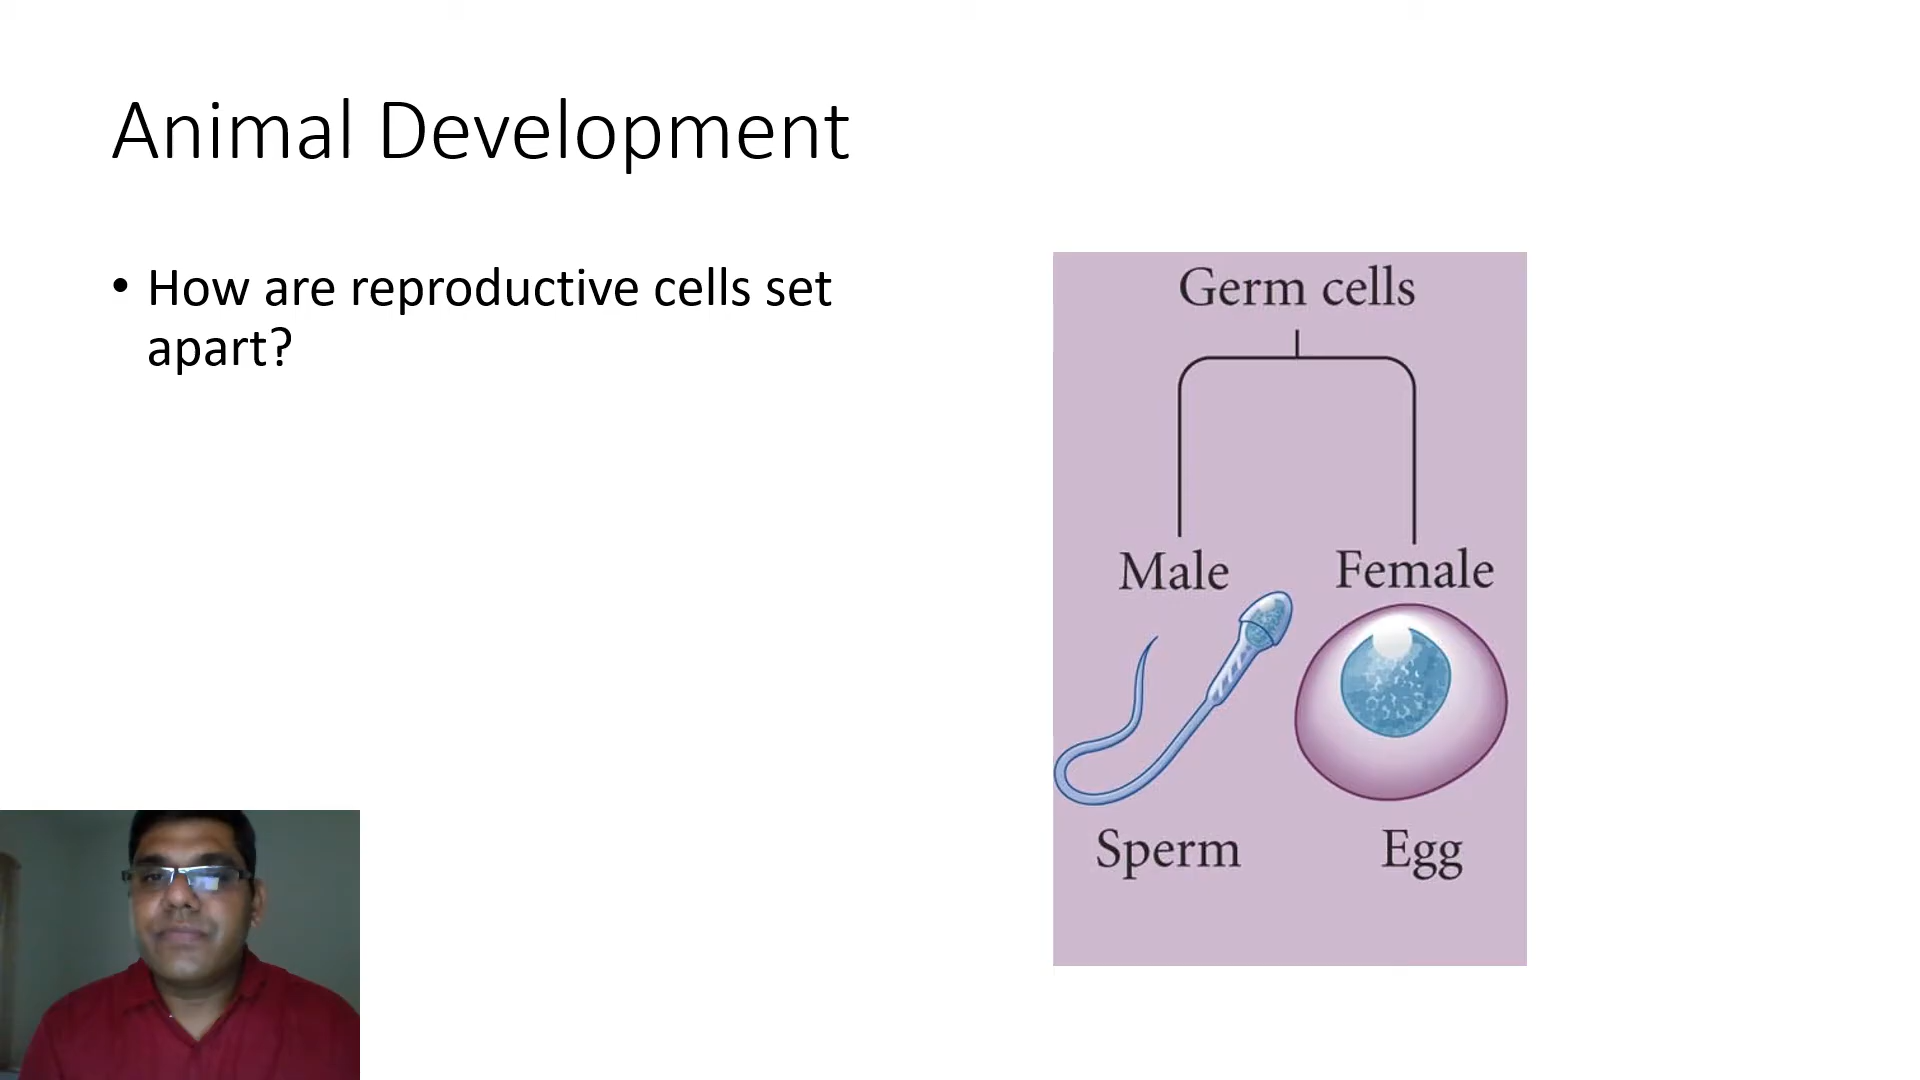 Animal Development
• How are reproductive cells set
apart?
Germ cells
Male Female
Sperm Egg